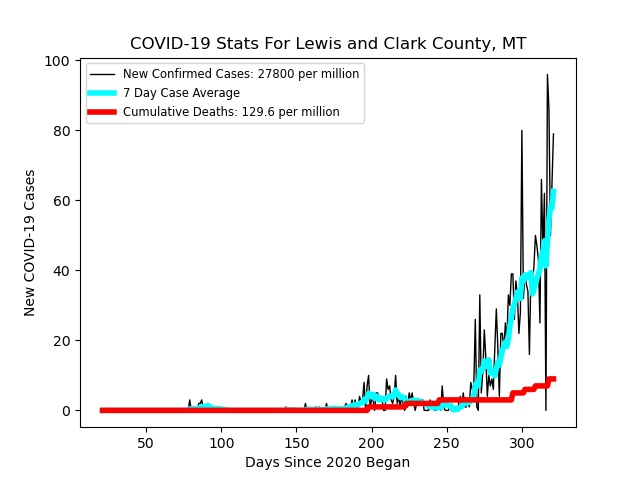 COVID-19 Stats For Lewis and Clark County, MT
New Confirmed Cases: 27800 per million
7 Day Case Average
Cumulative Deaths: 129.6 per million
New COVID-19 Cases
100
80
60
40
20
0
50 100 150 200 250 300
Days Since 2020 Began